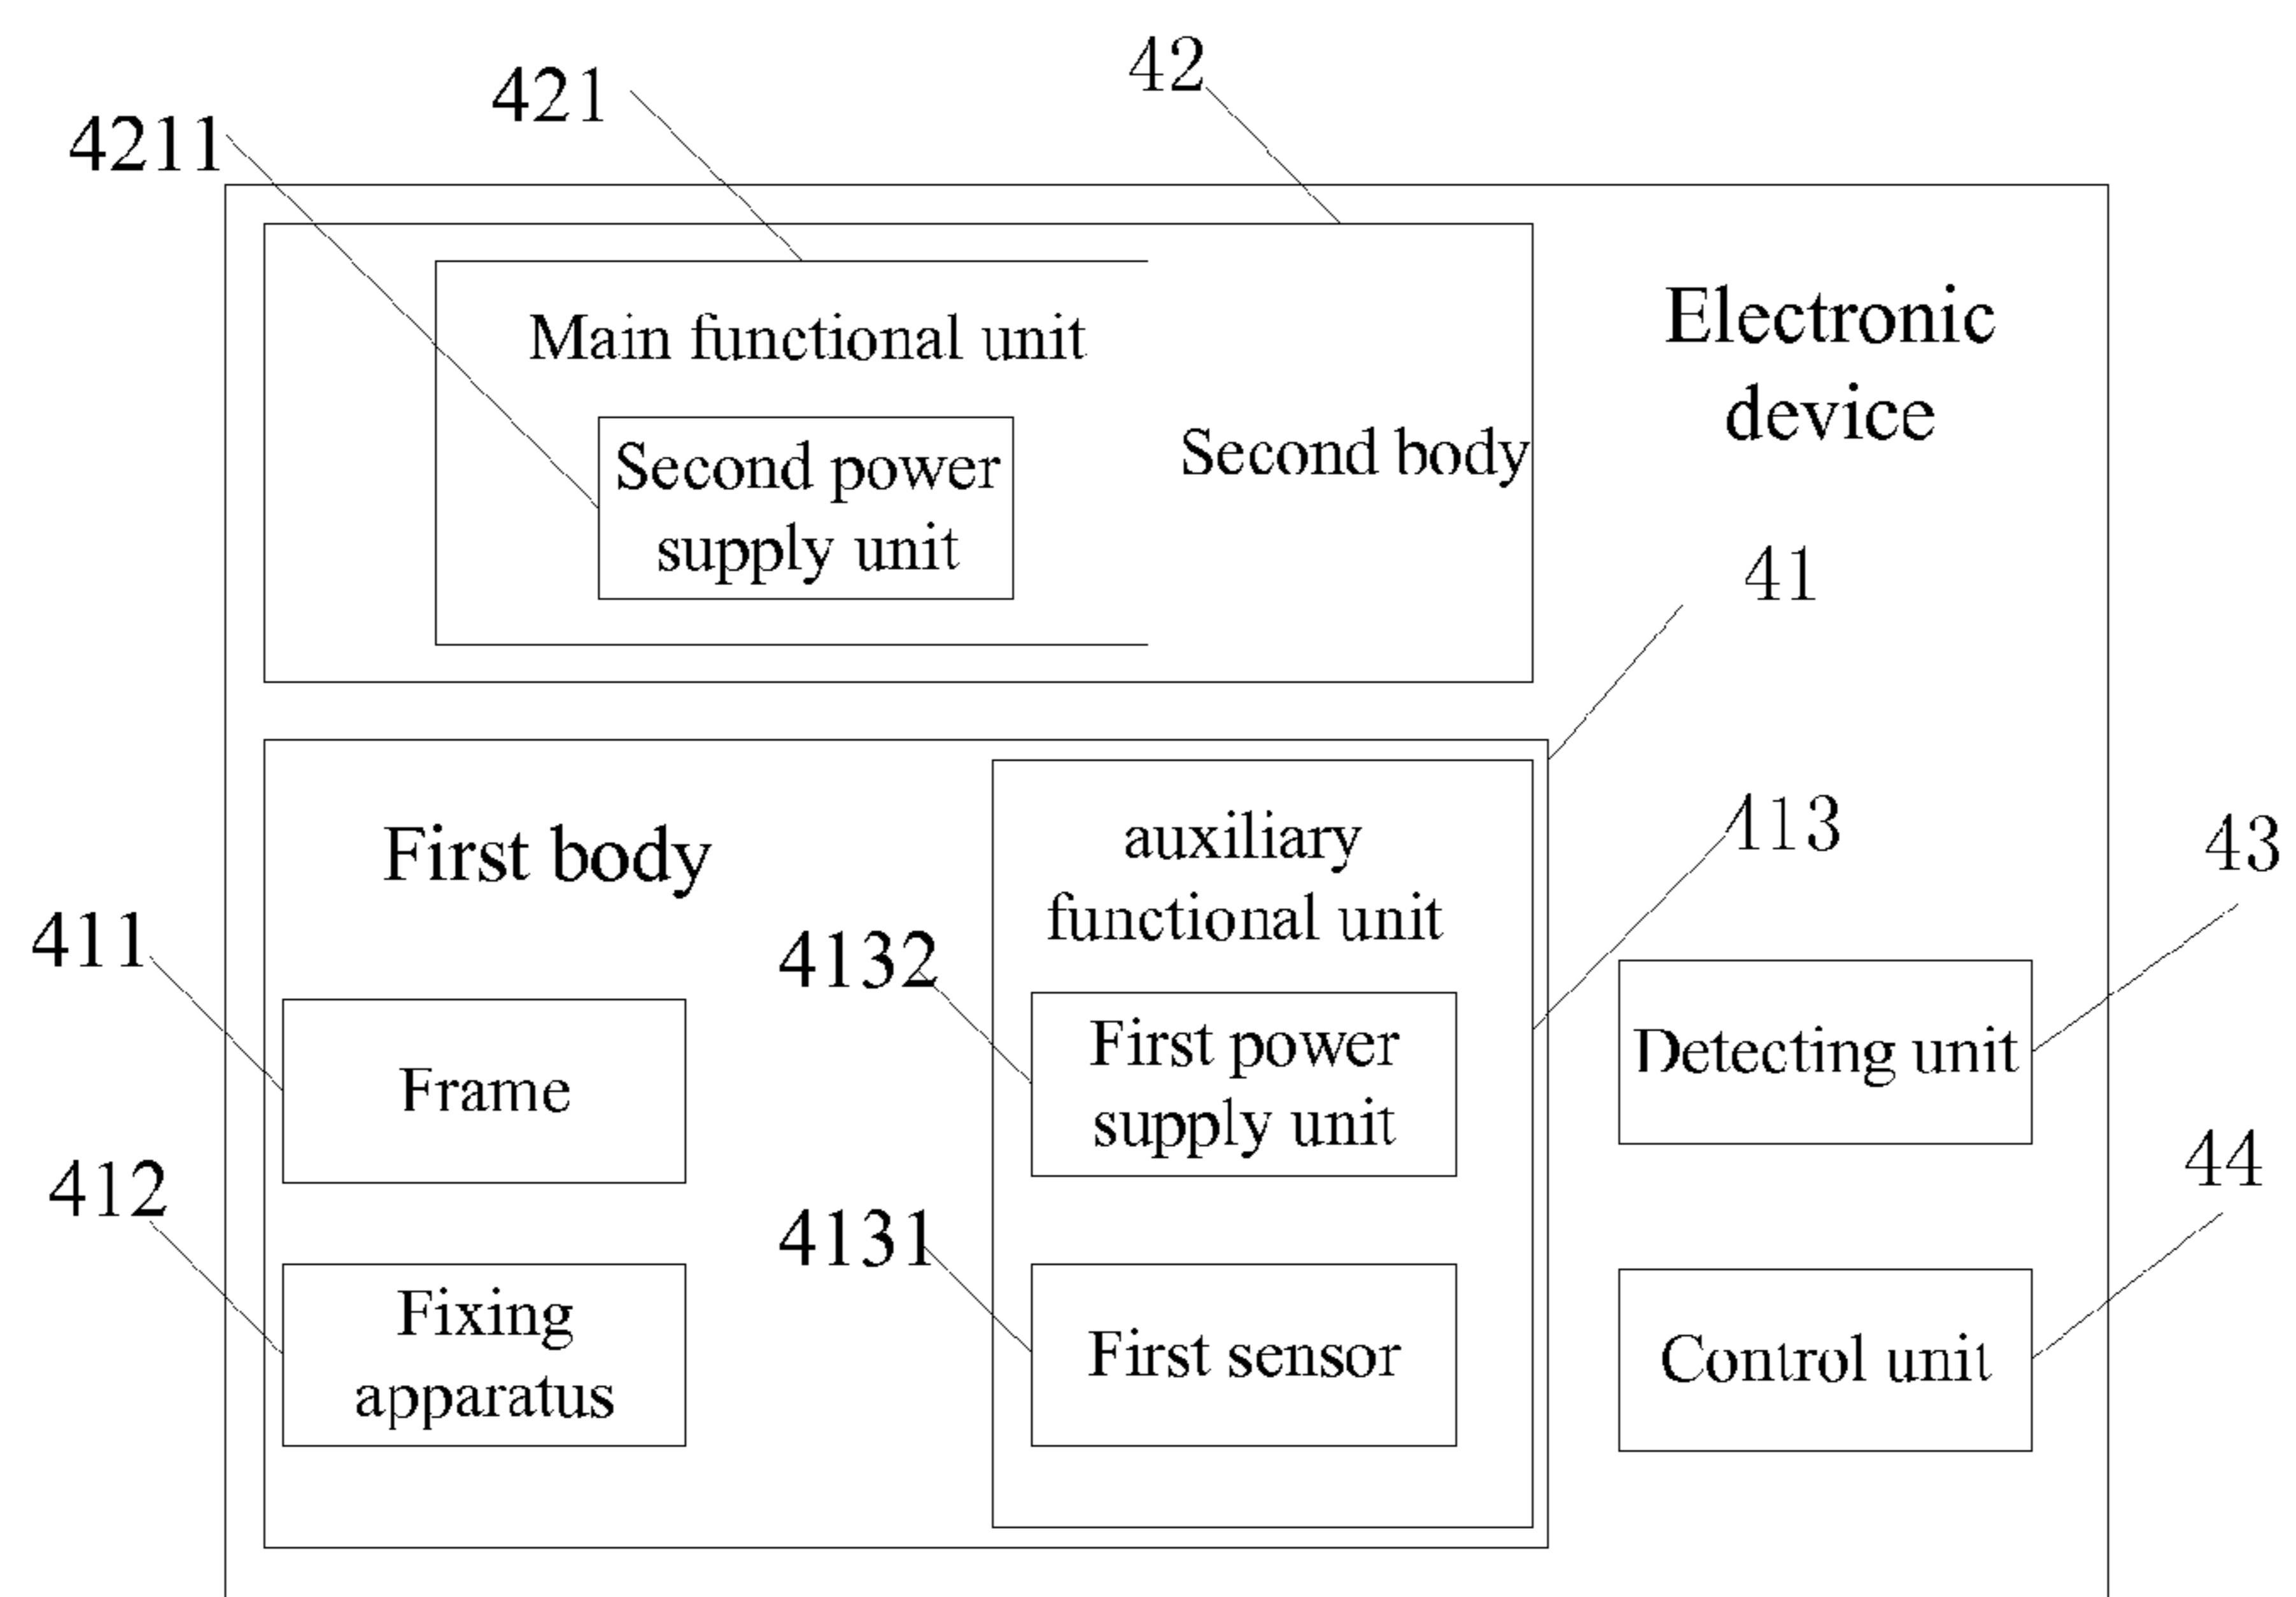 42
421
4211
Electronic
device
Main functional unit
Second body
Second power
supply unit
41
First body
auxiliary
functional unit
413
43
411
4132
Frame
First power
supply unit
Detecting unit
412
4131
44
Fixing
apparatus
First sensor
Control unit